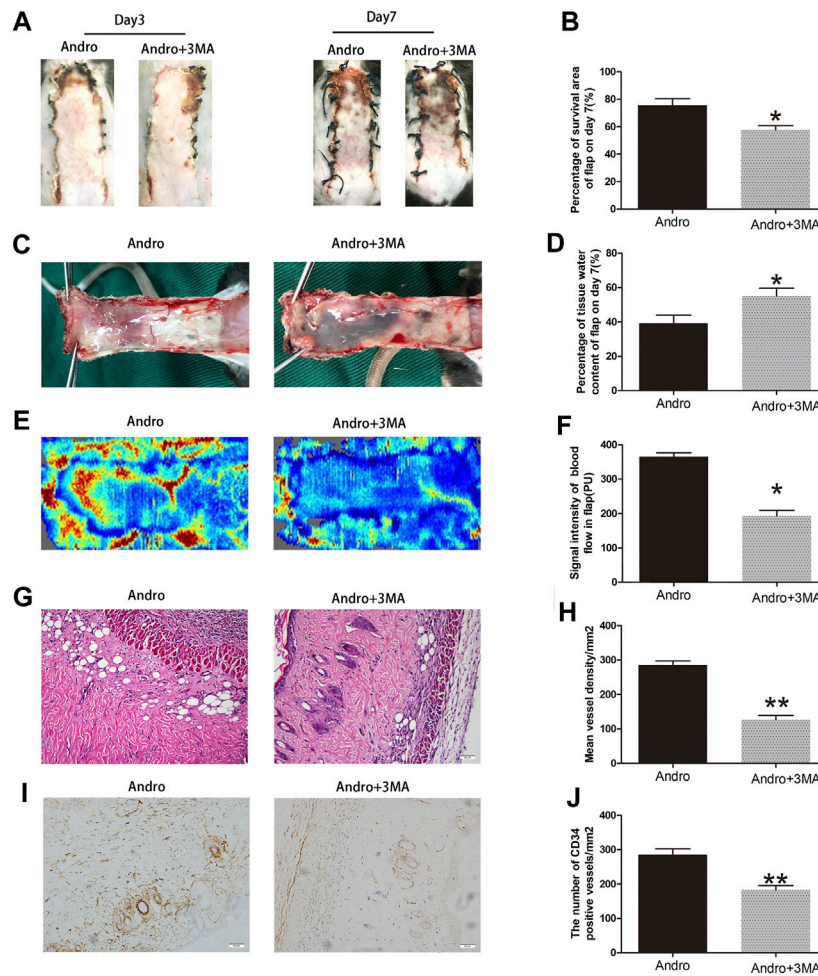 A
Day3
Andro
Andro+3MA
Day7
Andro
Andro+3MA
B
Percentage of survival area
of flap on day 7(%)
100
80
60
40
20
0
*
Andro
Andro+3MA
C
Andro
Andro+3MA
D
Percentage of tissue water
content of flap on day 7(%)
80
60
40
20
0
*
Andro
Andro+3MA
E
Andro
Andro+3MA
F
Signal intensity of blood
flow in flap(PU)
400
300
200
100
0
*
Andro
Andro+3MA
G
Andro
Andro+3MA
H
Mean vessel density/mm2
400
300
200
100
0
**
Andro
Andro+3MA
I
Andro
Andro+3MA
J
The number of CD34
positive vessels/mm2
400
300
200
100
0
**
Andro
Andro+3MA